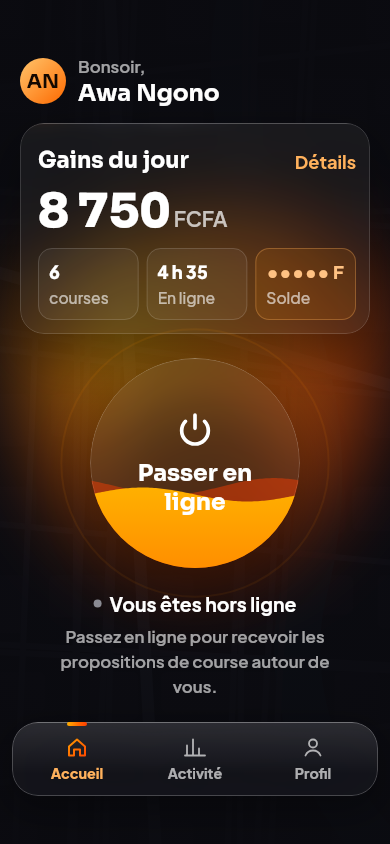 AN
Bonsoir,
Awa Ngono
Gains du jour
Détails
8 750 FCFA
6
courses
4 h 35
En ligne
●●●●● F
Solde
Passer en
ligne
Vous êtes hors ligne
Passez en ligne pour recevoir les
propositions de course autour de
vous.
Accueil
Activité
Profil